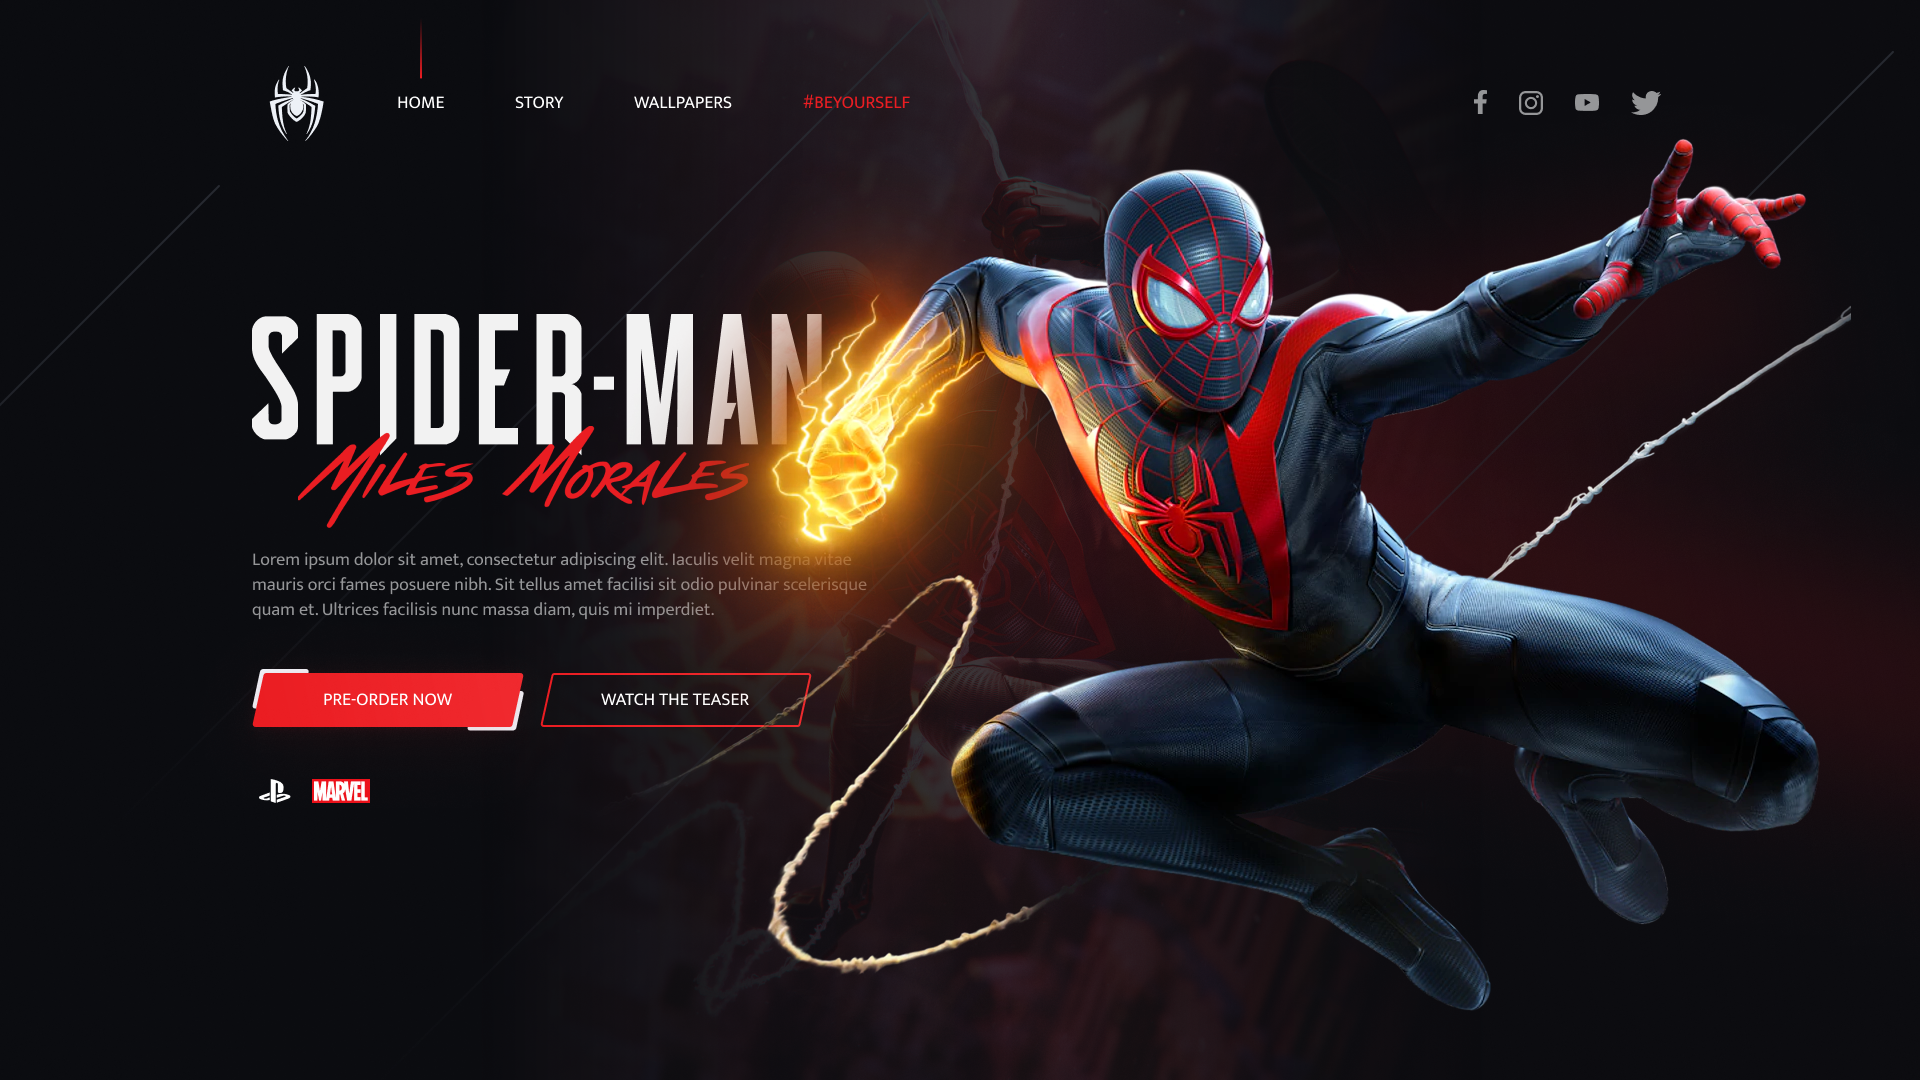 HOME
STORY
WALLPAPERS
#BEYOURSELF
SPIDER-MAN
MILES MORALES
Lorem ipsum dolor sit amet, consectetur adipiscing elit. Iaculis velit magna vitae
mauris orci fames posuere nibh. Sit tellus amet facilisi sit odio pulvinar scelerisque
quam et. Ultrices facilisis nunc massa diam, quis mi imperdiet.
PRE-ORDER NOW
WATCH THE TEASER
MARVEL